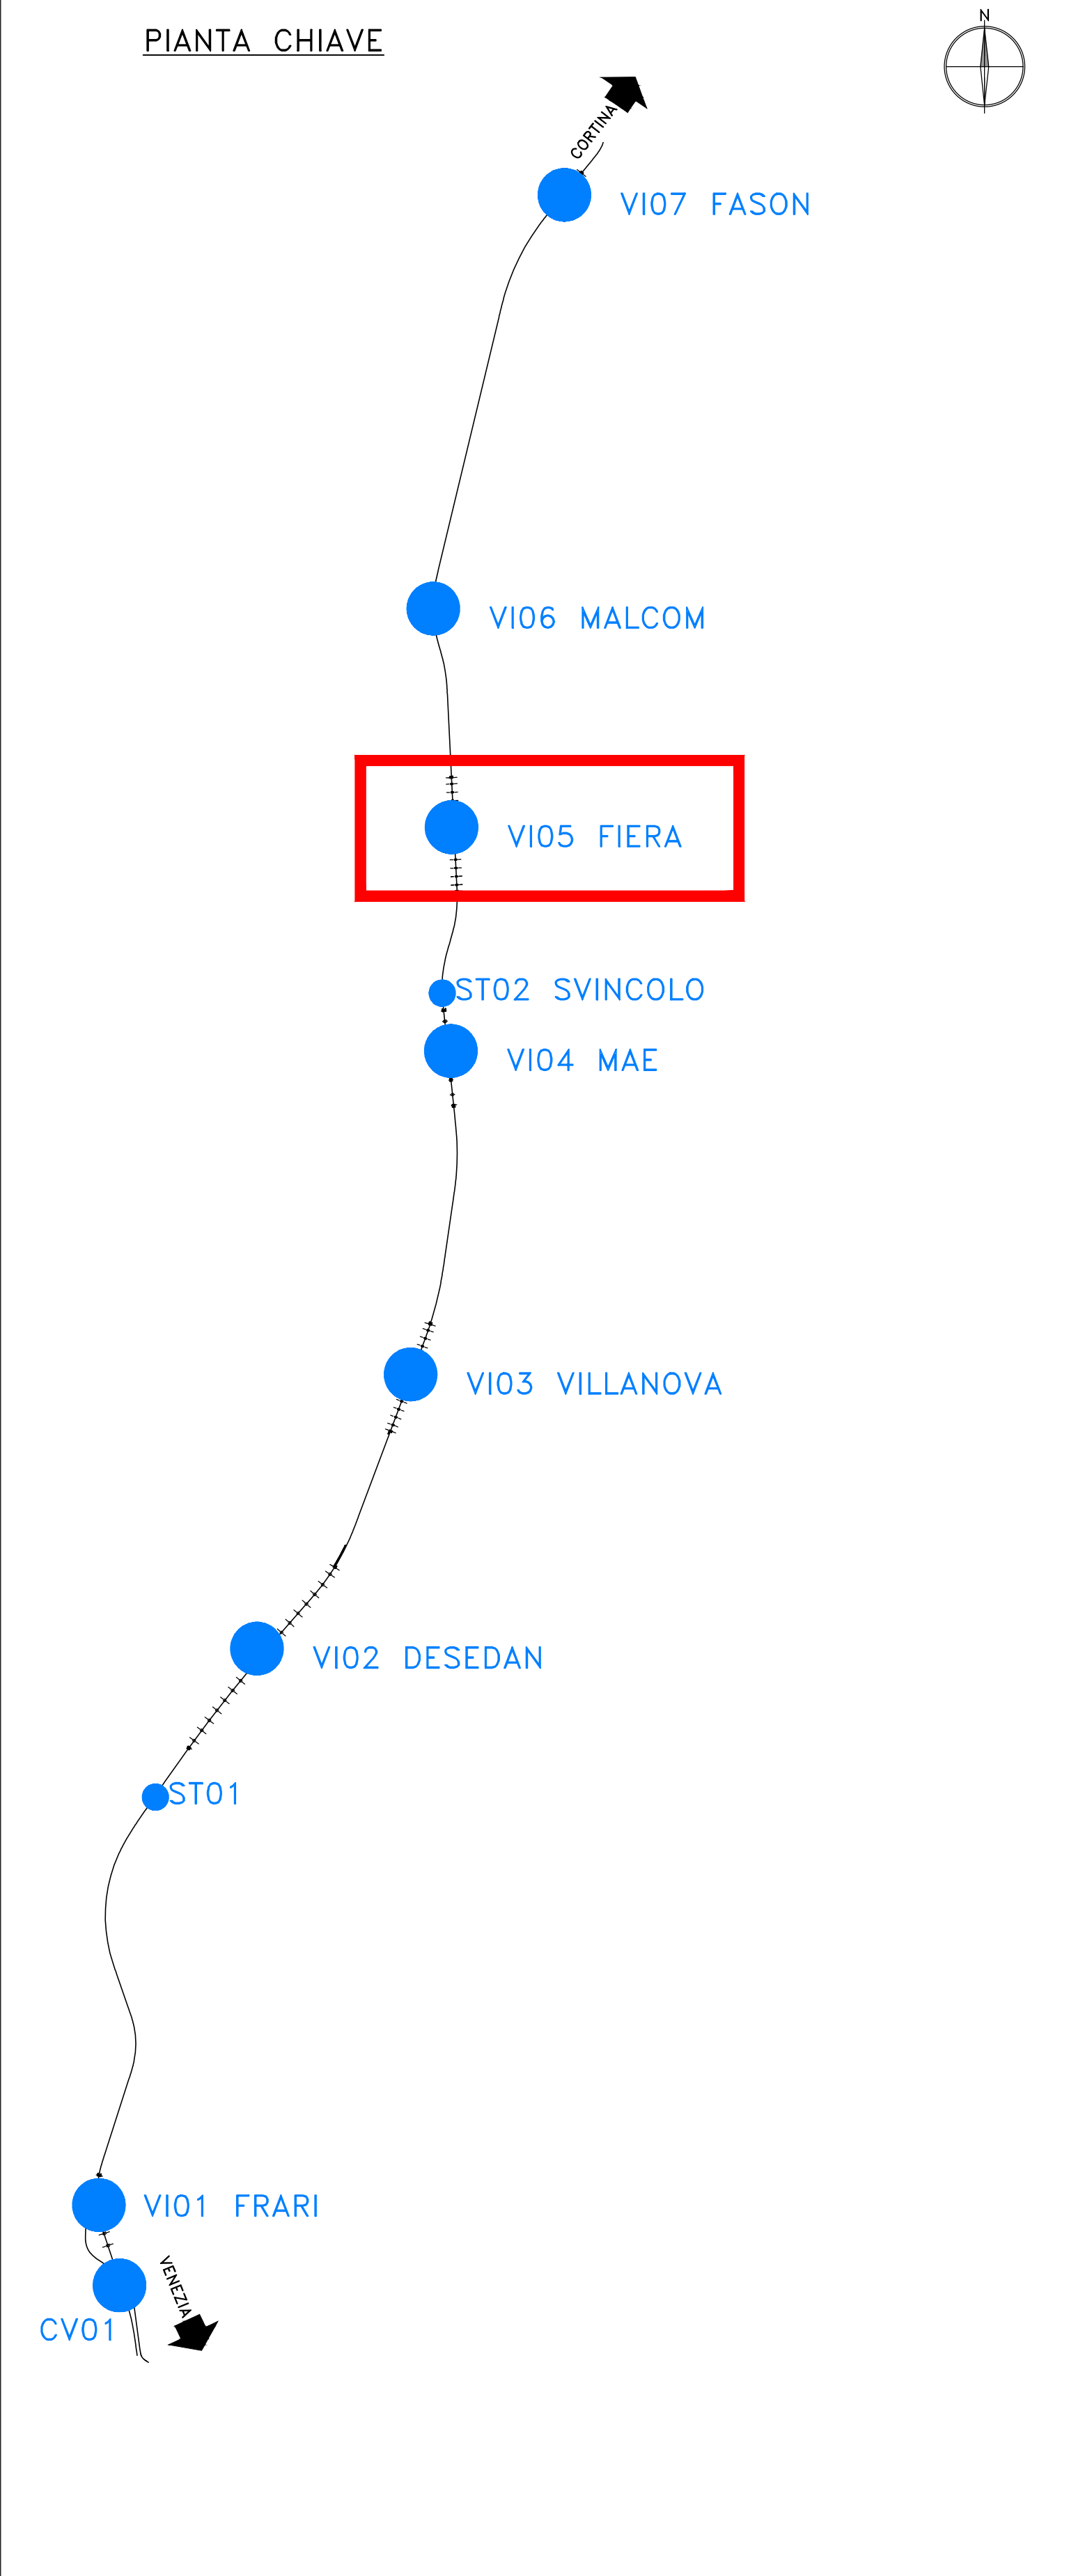 PIANTA CHIAVE
N
CORTINA
VI07 FASON
VI06 MALCOM
VI05 FIERA
ST02 SVINCOLO
VI04 MAE
VI03 VILLANOVA
VI02 DESEDAN
ST01
VI01 FRARI
VENEZIA
CV01